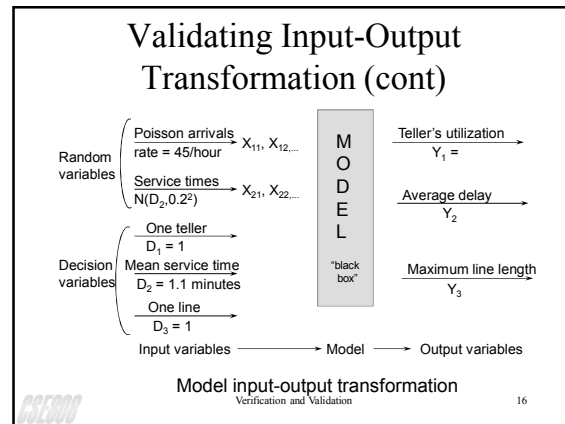 Validating Input-Output
Transformation (cont)
Random
variables
Poisson arrivals
rate = 45/hour
X11, X12,...
Service times
N(D2,0.2²)
X21, X22,...
Decision
variables
One teller
D1 = 1
Mean service time
D2 = 1.1 minutes
One line
D3 = 1
M
O
D
E
L
"black
box"
Teller's utilization
Y1 =
Average delay
Y2
Maximum line length
Y3
Input variables
Model
Output variables
Model input-output transformation
CSE808
Verification and Validation
16